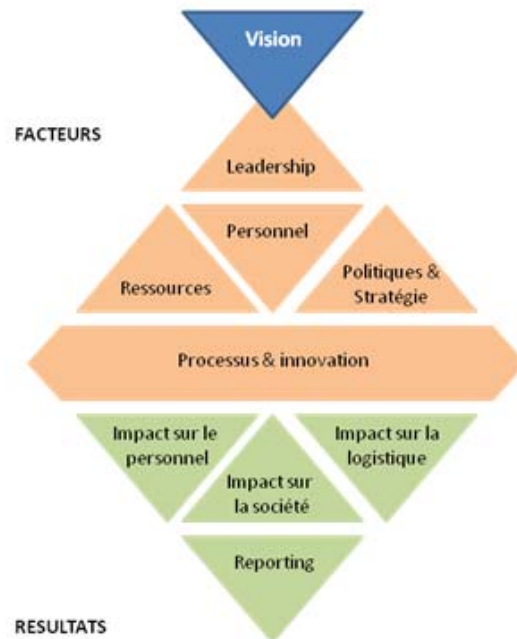 Vision
FACTEURS
Leadership
Personnel
Ressources
Politiques &
Stratégie
Processus & innovation
Impact sur le
personnel
Impact sur la
logistique
Impact sur
la société
Reporting
RESULTATS